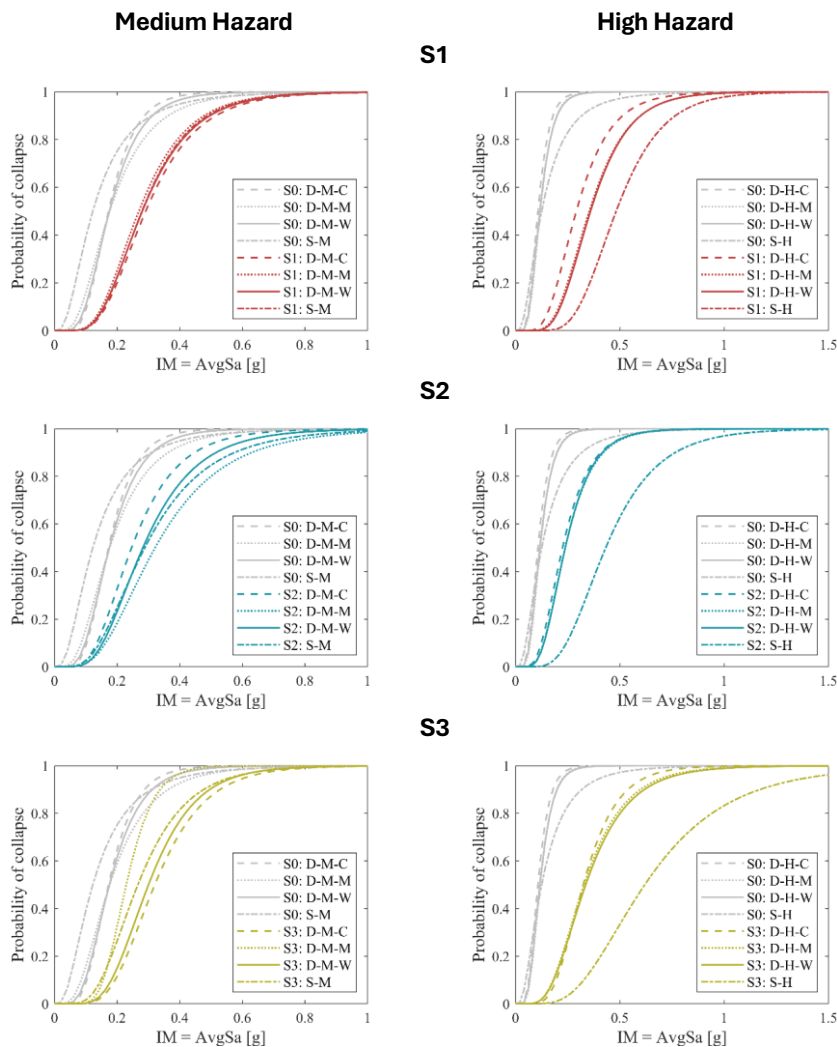 Medium Hazard
High Hazard
S1
Probability of collapse
1
0.8
0.6
0.4
0.2
0
0
0.2
0.4
0.6
0.8
1
IM = AvgSa [g]
S0: D-M-C
S0: D-M-M
S0: D-M-W
S0: S-M
S1: D-M-C
S1: D-M-M
S1: D-M-W
S1: S-M
Probability of collapse
1
0.8
0.6
0.4
0.2
0
0
0.5
1
1.5
IM = AvgSa [g]
S0: D-H-C
S0: D-H-M
S0: D-H-W
S0: S-H
S1: D-H-C
S1: D-H-M
S1: D-H-W
S1: S-H
S2
Probability of collapse
1
0.8
0.6
0.4
0.2
0
0
0.2
0.4
0.6
0.8
1
IM = AvgSa [g]
S0: D-M-C
S0: D-M-M
S0: D-M-W
S0: S-M
S2: D-M-C
S2: D-M-M
S2: D-M-W
S2: S-M
Probability of collapse
1
0.8
0.6
0.4
0.2
0
0
0.5
1
1.5
IM = AvgSa [g]
S0: D-H-C
S0: D-H-M
S0: D-H-W
S0: S-H
S2: D-H-C
S2: D-H-M
S2: D-H-W
S2: S-H
S3
Probability of collapse
1
0.8
0.6
0.4
0.2
0
0
0.2
0.4
0.6
0.8
1
IM = AvgSa [g]
S0: D-M-C
S0: D-M-M
S0: D-M-W
S0: S-M
S3: D-M-C
S3: D-M-M
S3: D-M-W
S3: S-M
Probability of collapse
1
0.8
0.6
0.4
0.2
0
0
0.5
1
1.5
IM = AvgSa [g]
S0: D-H-C
S0: D-H-M
S0: D-H-W
S0: S-H
S3: D-H-C
S3: D-H-M
S3: D-H-W
S3: S-H